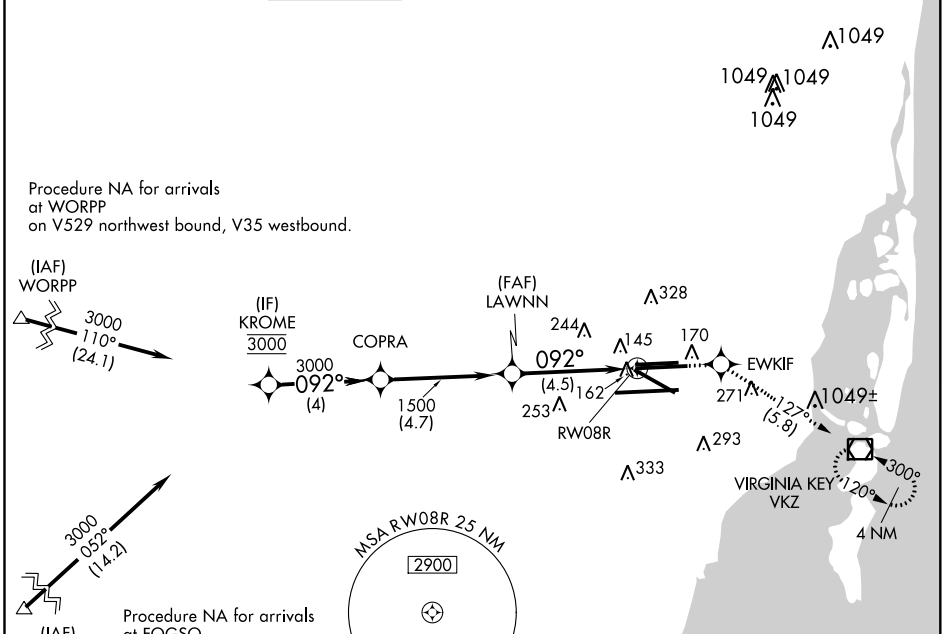 1049
1049 1049
1049
Procedure NA for arrivals
at WORPP
on V529 northwest bound, V35 westbound.
(IAF)
WORPP
3000
110°
(24.1)
(IF)
KROME
3000
3000
092°
(4)
COPRA
1500
(4.7)
(FAF)
LAWNN
092°
(4.5)
328
244
145
170
162
253
RW08R
EWKIF
271
127°
(5.8)
1049±
293
333
VIRGINIA KEY
VKZ
120°
300°
4 NM
3000
052°
(14.2)
MSA RW08R 25 NM
2900
(IAF)
Procedure NA for arrivals
at FOGSO